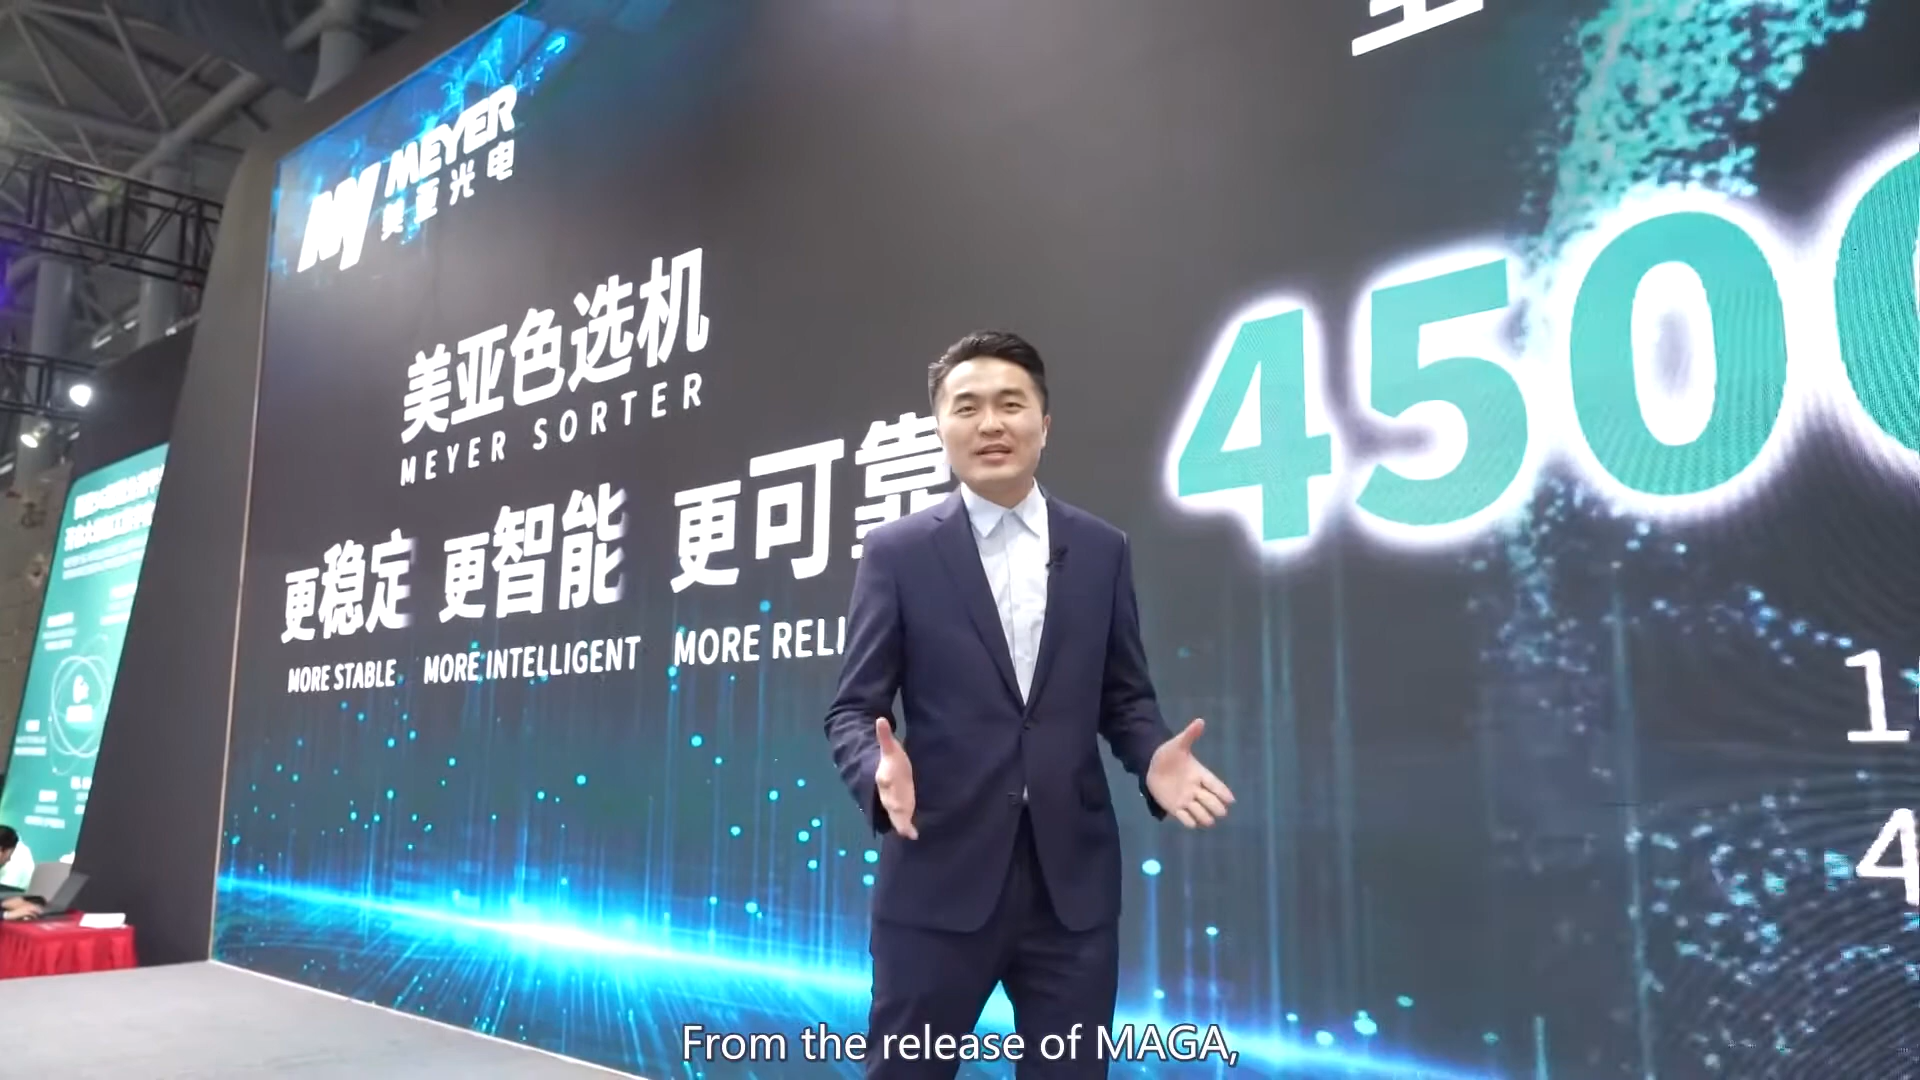 MEYER
美亚光电
美亚色选机
MEYER SORTER
更稳定 更智能 更可靠
MORE STABLE MORE INTELLIGENT MORE RELI
450
1
4
From the release of MAGA,